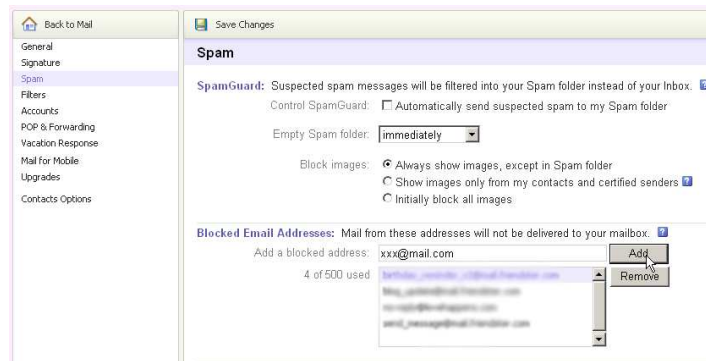 Back to Mail
General
Signature
Spam
Filters
Accounts
POP & Forwarding
Vacation Response
Mail for Mobile
Upgrades
Contacts Options
Save Changes
Spam
SpamGuard: Suspected spam messages will be filtered into your Spam folder instead of your Inbox. ?
Control SpamGuard: Automatically send suspected spam to my Spam folder
Empty Spam folder: immediately
Block images: Always show images, except in Spam folder
Show images only from my contacts and certified senders ?
Initially block all images
Blocked Email Addresses: Mail from these addresses will not be delivered to your mailbox. ?
Add a blocked address: xxx@mail.com Add
4 of 500 used Remove